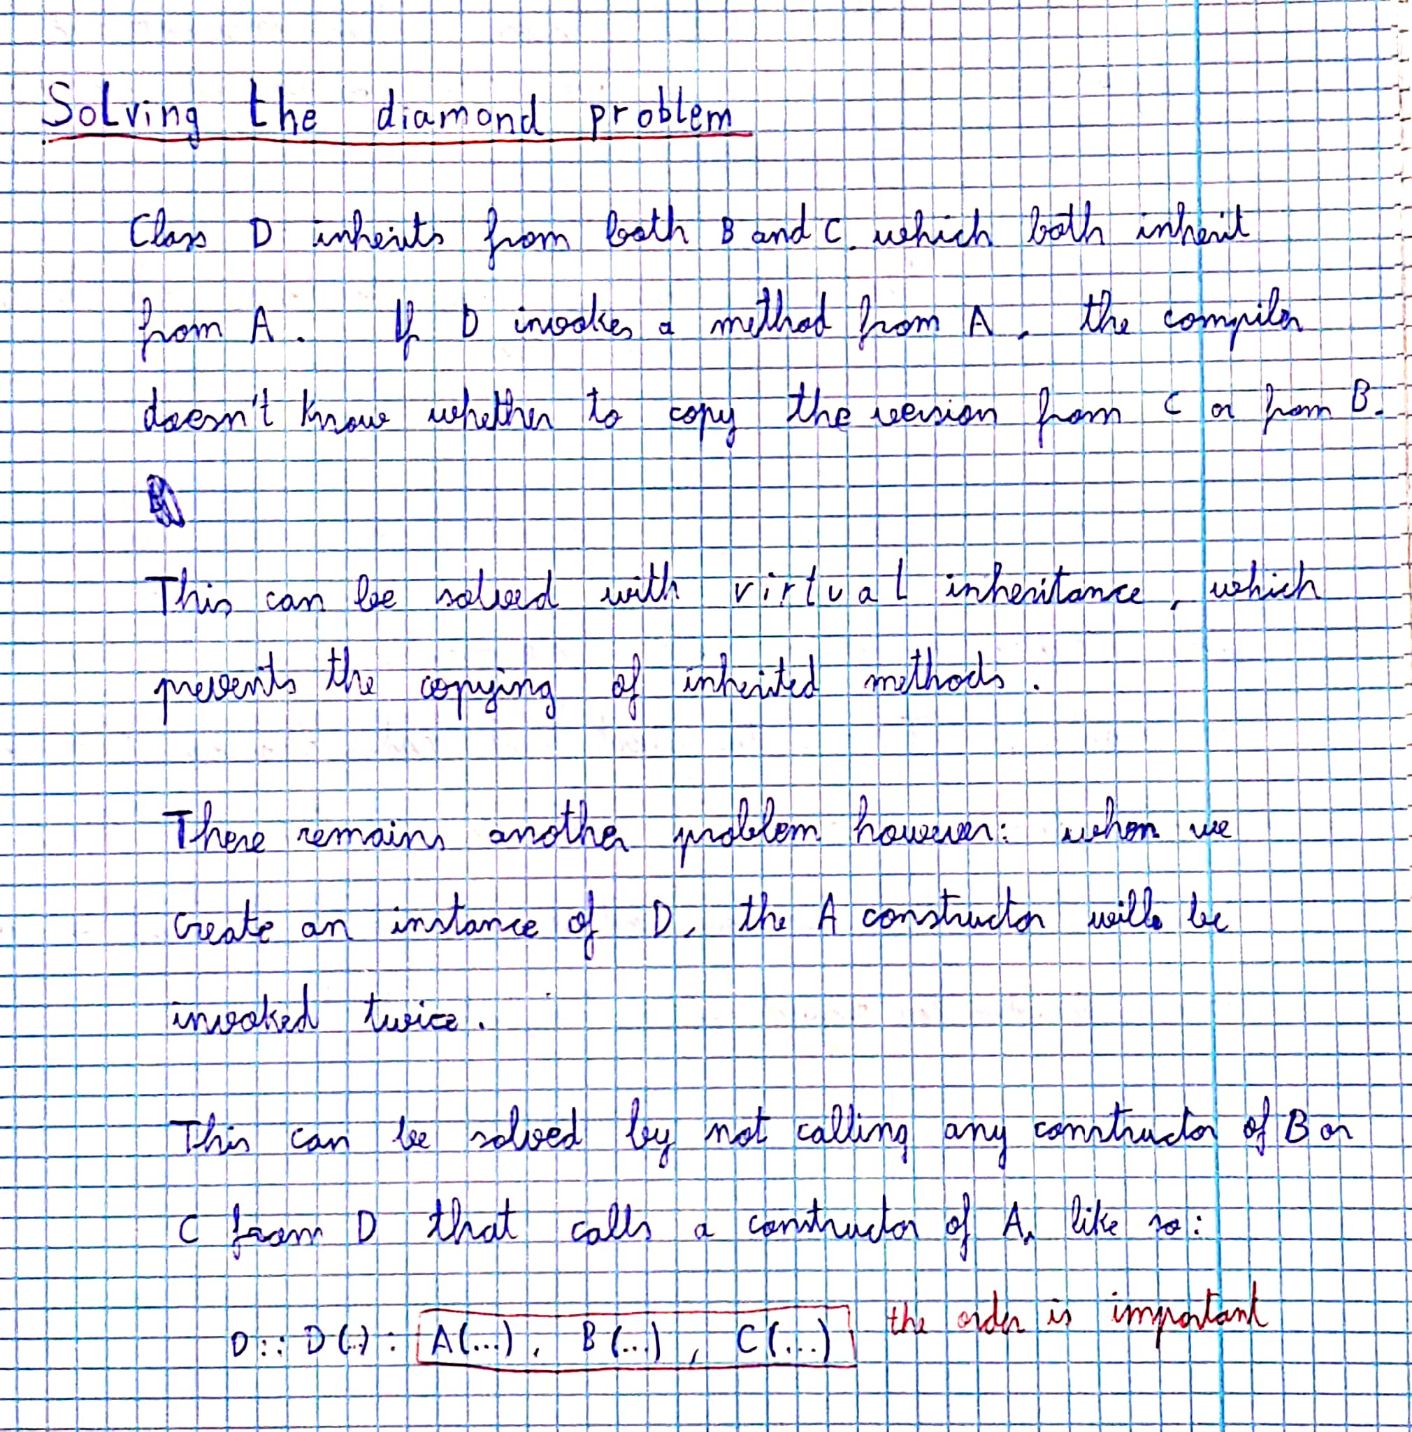 Solving the diamond problem
Class D inherits from both B and C, which both inherit
from A. If D invokes a method from A, the compiler
doesn't know whether to copy the version from C or from B.
This can be solved with virtual inheritance, which
prevents the copying of inherited methods.
There remains another problem however: when we
create an instance of D, the A constructor will be
invoked twice.
This can be solved by not calling any constructor of B or
C from D that calls a constructor of A, like so:
D::D(..): A(...), B(...), C(...) the order is important